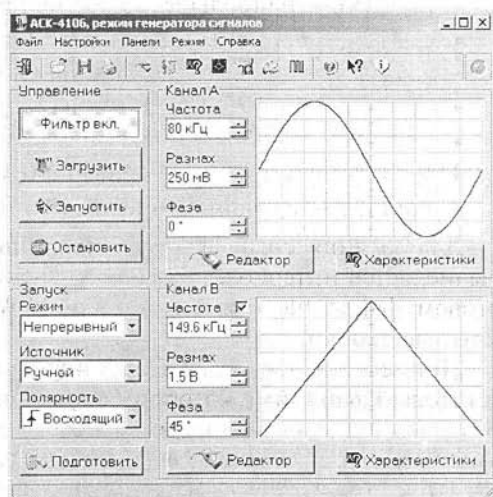 АСК-4106, режим генератора сигналов
Файл Настройки Панели Режим Справка
Управление
Фильтр вкл.
Загрузить
Запустить
Остановить
Канал А
Частота
80 кГц
Размах
250 мВ
Фаза
0 °
Редактор
Характеристики
Запуск
Режим
Непрерывный
Источник
Ручной
Полярность
Восходящий
Подготовить
Канал В
Частота
149.6 кГц
Размах
1.5 В
Фаза
45 °
Редактор
Характеристики